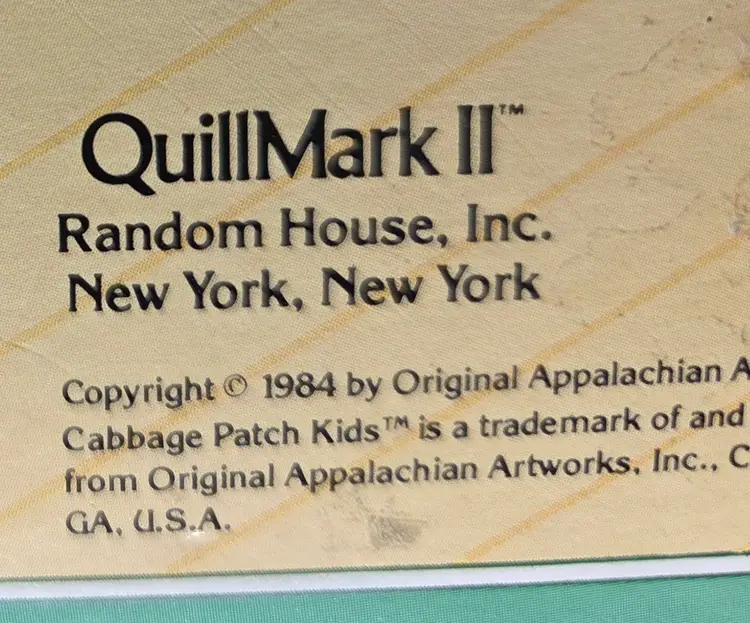 QuillMark II™
Random House, Inc.
New York, New York
Copyright © 1984 by Original Appalachian A
Cabbage Patch Kids™ is a trademark of and
from Original Appalachian Artworks, Inc., C
GA, U.S.A.